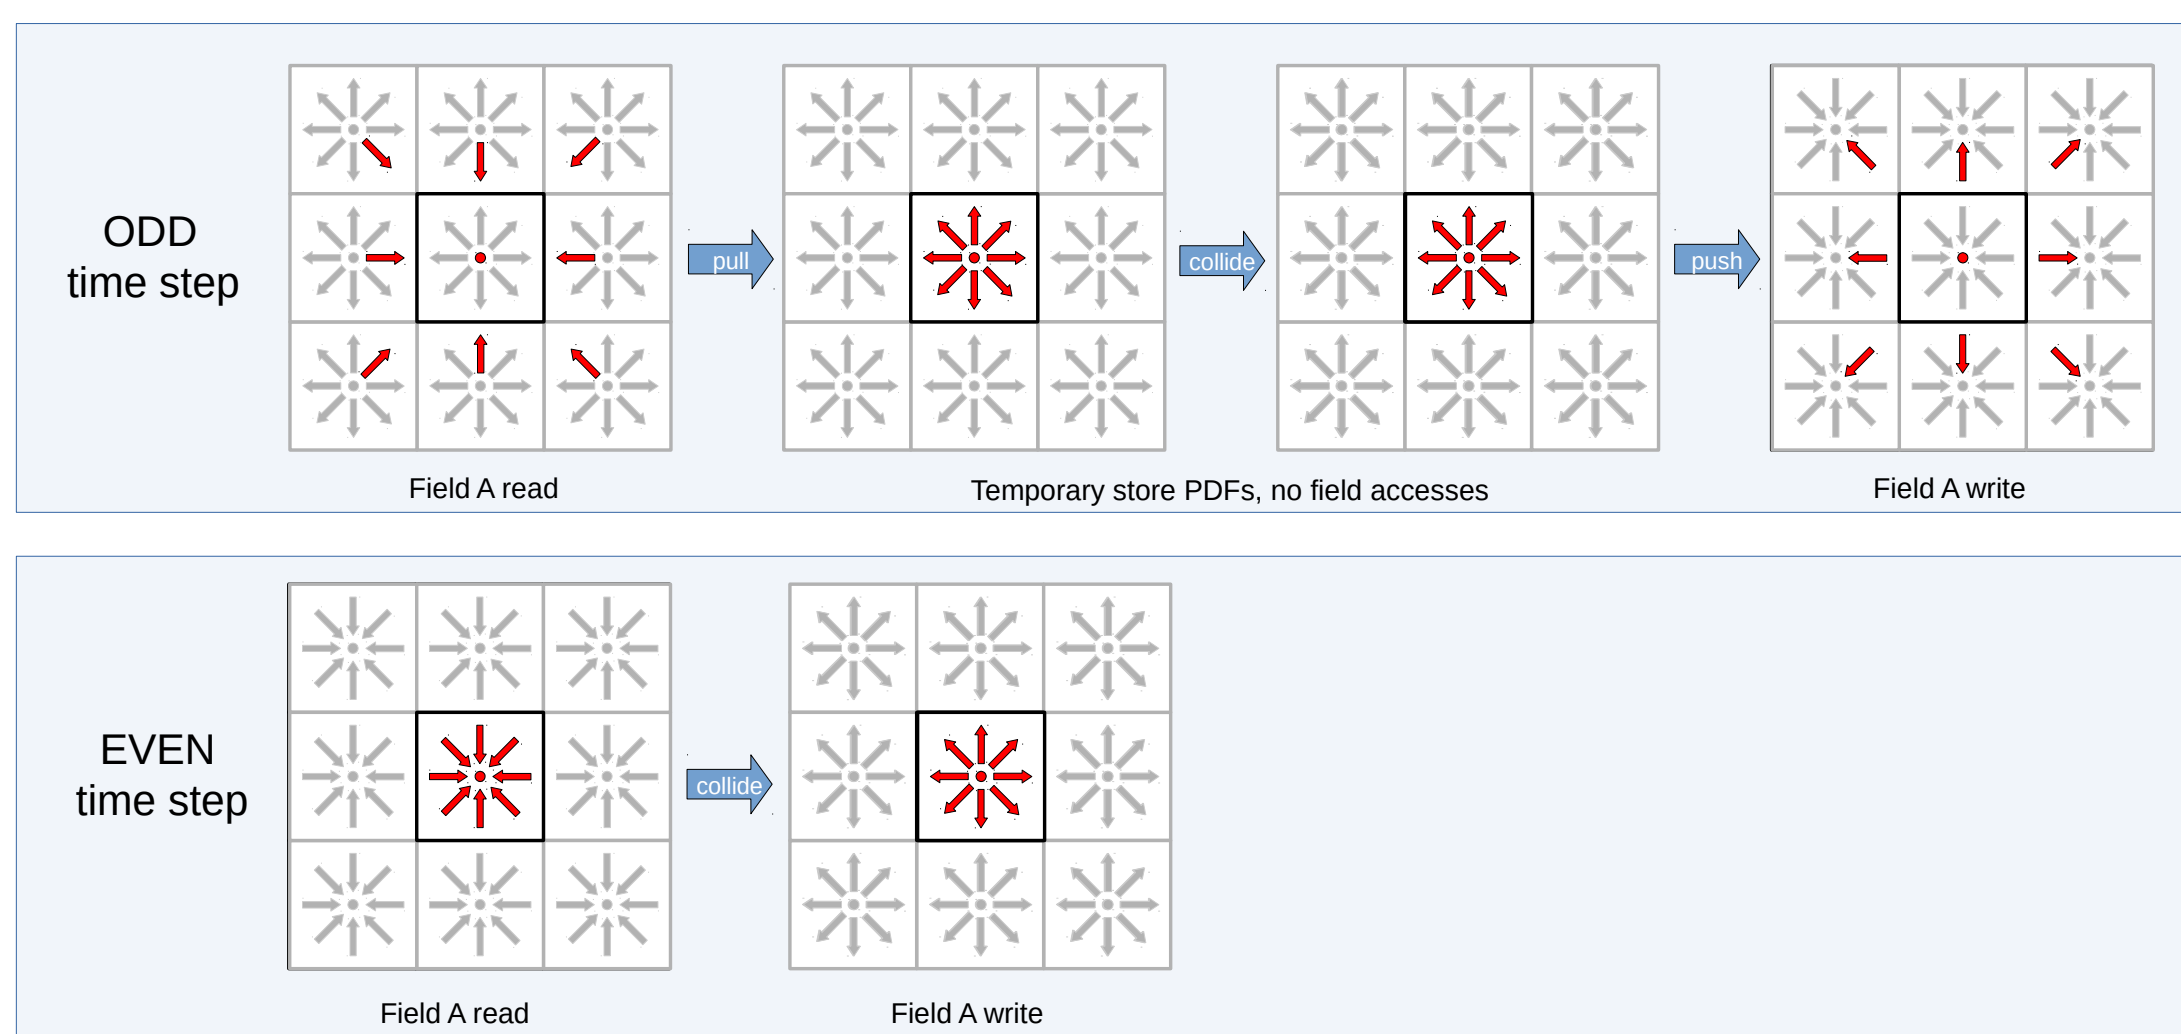 ODD
time step
pull
collide
push
Field A read
Temporary store PDFs, no field accesses
Field A write
EVEN
time step
collide
Field A read
Field A write